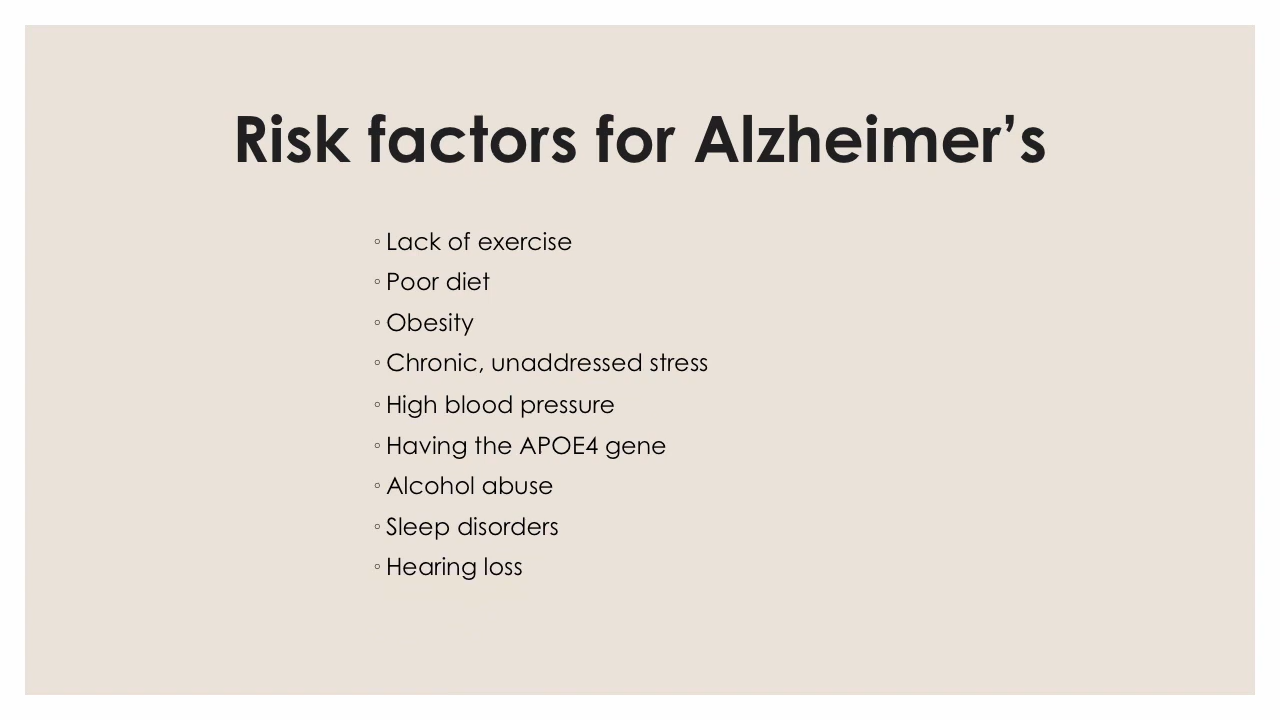 Risk factors for Alzheimer’s
◦ Lack of exercise
◦ Poor diet
◦ Obesity
◦ Chronic, unaddressed stress
◦ High blood pressure
◦ Having the APOE4 gene
◦ Alcohol abuse
◦ Sleep disorders
◦ Hearing loss